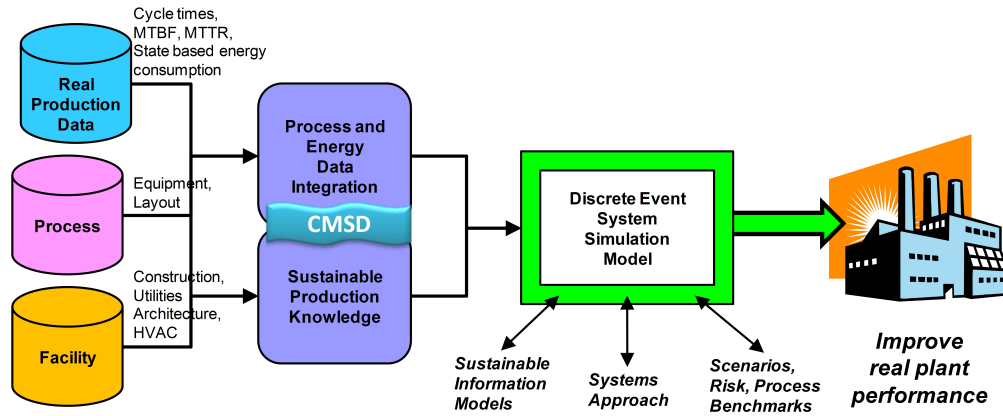 Cycle times,
MTBF, MTTR,
State based energy
consumption
Real
Production
Data
Equipment,
Layout
Process
Construction,
Utilities
Architecture,
HVAC
Facility
Process and
Energy
Data
Integration
CMSD
Sustainable
Production
Knowledge
Discrete Event
System
Simulation
Model
Sustainable
Information
Models
Systems
Approach
Scenarios,
Risk, Process
Benchmarks
Improve
real plant
performance